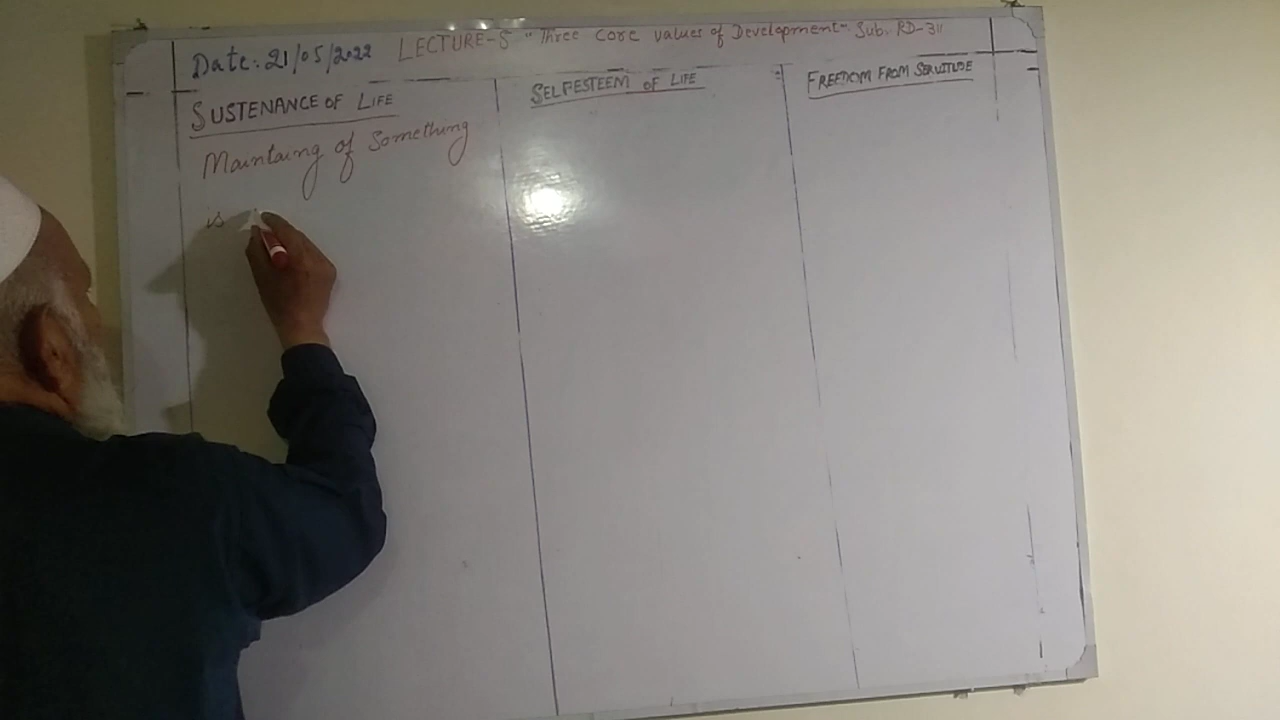 Date: 21/05/2022 LECTURE-5 "Three Core values of Development" Sub. RD-311
SUSTENANCE OF LIFE
Maintaing of Something
is
SELFESTEEM OF LIFE
FREEDOM FROM SERVITUDE